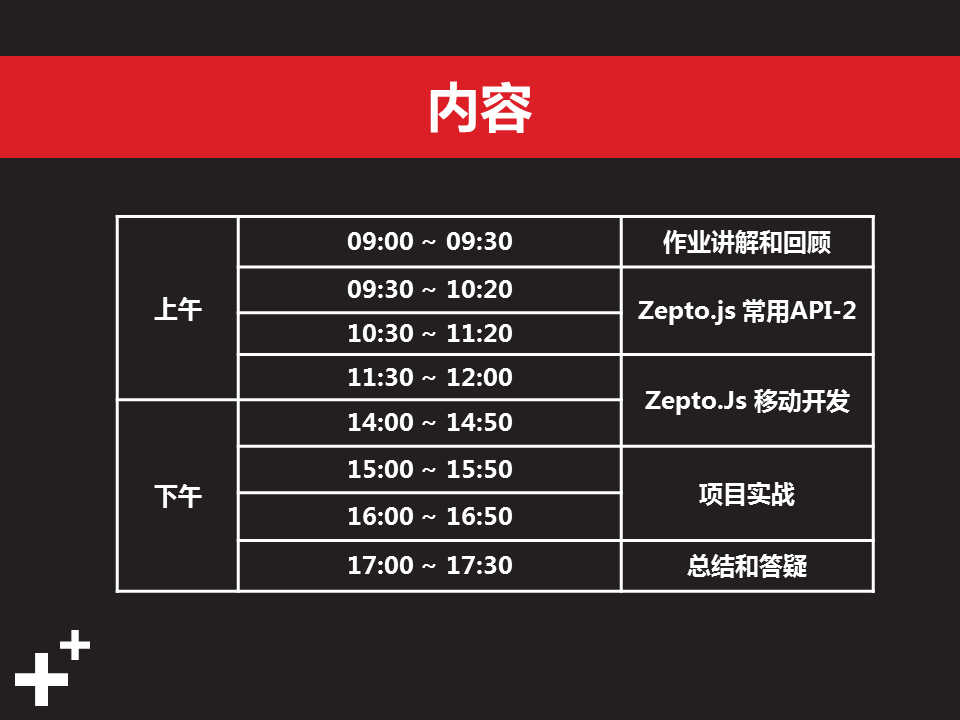 内容
上午
09:00 ~ 09:30
作业讲解和回顾
09:30 ~ 10:20
Zepto.js 常用API-2
10:30 ~ 11:20
11:30 ~ 12:00
Zepto.Js 移动开发
下午
14:00 ~ 14:50
15:00 ~ 15:50
项目实战
16:00 ~ 16:50
17:00 ~ 17:30
总结和答疑